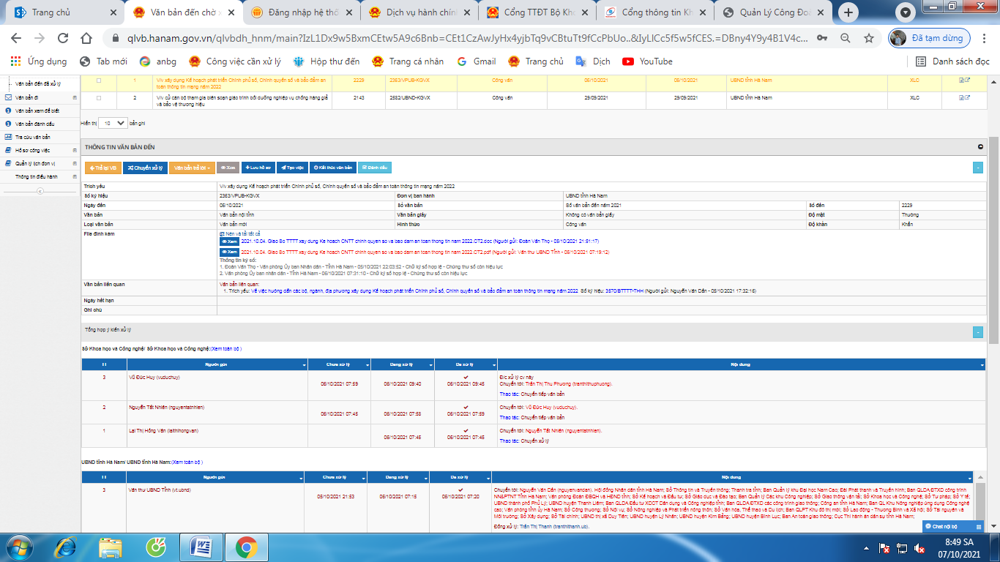 Trang chủ
Văn bản đến chờ x
Đăng nhập hệ thố
Dịch vụ hành chín
Cổng TTĐT Bộ Kho
Cổng thông tin Kh
Quản Lý Công Đoà
qlvb.hanam.gov.vn/qlvbdh_hnm/main?IzL1Dx9w5BxmCEtw5A9c6Bnb=CEt1CzAwJyHx4yjbTq9vCBtuTt9fCcPbUo..&IyLlCc5f5w5fCES.=DBny4Y9y4B1V4c...
Đã tạm dừng
Ứng dụng
Tab mới
anbg
Công việc cần xử lý
Hộp thư đến
Trang cá nhân
Gmail
Trang chủ
Dịch
YouTube
Danh sách đọc
Văn bản đến đã xử lý
Văn bản đi
Văn bản xem để biết
Văn bản đánh dấu
Tra cứu văn bản
Hồ sơ công việc
Quản lý lịch đơn vị
Thông tin điều hành
1 V/v xây dựng Kế hoạch phát triển Chính phủ số, Chính quyền số và bảo đảm an toàn thông tin mạng năm 2022 2229 2363/VPUB-KGVX Công văn 06/10/2021 06/10/2021 UBND tỉnh Hà Nam XLC
2 V/v cử cán bộ tham gia biên soạn giáo trình bồi dưỡng nghiệp vụ chống hàng giả và bảo vệ thương hiệu 2143 2582/UBND-KGVX Công văn 29/09/2021 29/09/2021 UBND tỉnh Hà Nam XLC
Hiển thị 10 bản ghi
THÔNG TIN VĂN BẢN ĐẾN
Trả lại VB
Chuyển xử lý
Văn bản trả lời
Xóa
Lưu hồ sơ
Tạo việc
Kết thúc văn bản
Đánh dấu
Trích yếu V/v xây dựng Kế hoạch phát triển Chính phủ số, Chính quyền số và bảo đảm an toàn thông tin mạng năm 2022
Số ký hiệu 2363/VPUB-KGVX Đơn vị ban hành UBND tỉnh Hà Nam
Ngày đến 06/10/2021 Sổ văn bản Sổ văn bản đến năm 2021 Số đến 2229
Văn bản Văn bản nội tỉnh Văn bản giấy Không có văn bản giấy Độ mật Thường
Loại văn bản Văn bản mới Hình thức Công văn Độ khẩn Khẩn
File đính kèm Nén và tải tất cả
Xem 2021.10.04. Giao So TTTT xay dung Ke hoach CNTT chinh quyen so va bao dam an toan thong tin nam 2022.CT2.doc (Người gửi: Đoàn Văn Thọ - 05/10/2021 21:51:17)
Xem 2021.10.04. Giao So TTTT xay dung Ke hoach CNTT chinh quyen so va bao dam an toan thong tin nam 2022.CT2.pdf (Người gửi: Văn thư UBND Tỉnh - 06/10/2021 07:19:12)
Thông tin ký số:
1. Đoàn Văn Thọ - Văn phòng Ủy ban Nhân dân - Tỉnh Hà Nam - 05/10/2021 22:03:52 - Chữ ký số hợp lệ - Chứng thư số còn hiệu lực
2. Văn phòng Ủy ban nhân dân - Tỉnh Hà Nam - 06/10/2021 07:31:10 - Chữ ký số hợp lệ - Chứng thư số còn hiệu lực
Văn bản liên quan Văn bản liên quan:
1. Trích yếu: Về việc hướng dẫn các bộ, ngành, địa phương xây dựng Kế hoạch phát triển Chính phủ số, Chính quyền số và bảo đảm an toàn thông tin mạng năm 2022 Số ký hiệu: 3570/BTTTT-THH (Người gửi: Nguyễn Văn Dần - 05/10/2021 17:32:16)
Ngày hết hạn
Ghi chú
Tổng hợp ý kiến xử lý
Sở Khoa học và Công nghệ/ Sở Khoa học và Công nghệ:(Xem toàn bộ )
TT Người gửi Chưa xử lý Đang xử lý Đã xử lý Nội dung
3 Vũ Đức Huy (vuduchuy) 06/10/2021 07:59 06/10/2021 09:40 06/10/2021 09:45 Đ/c xử lý cv này
Chuyển tới: Trần Thị Thu Phương (tranthithuphuong).
Thao tác: Chuyển tiếp văn bản
2 Nguyễn Tất Nhiên (nguyentatnhien) 06/10/2021 07:45 06/10/2021 07:58 06/10/2021 07:59 Chuyển tới: Vũ Đức Huy (vuduchuy).
Thao tác: Chuyển tiếp văn bản
1 Lại Thị Hồng Vân (laithihongvan) 06/10/2021 07:45 06/10/2021 07:45 Chuyển tới: Nguyễn Tất Nhiên (nguyentatnhien).
Thao tác: Chuyển xử lý
UBND tỉnh Hà Nam/ UBND tỉnh Hà Nam:(Xem toàn bộ )
TT Người gửi Chưa xử lý Đang xử lý Đã xử lý Nội dung
3 Văn thư UBND Tỉnh (vt.ubnd) 05/10/2021 21:53 06/10/2021 07:15 06/10/2021 07:20 Chuyển tới: Nguyễn Văn Dần (nguyenvandan). Hội đồng Nhân dân tỉnh Hà Nam; Sở Thông tin và Truyền thông; Thanh tra tỉnh; Ban Quản lý khu Đại học Nam Cao; Đài Phát thanh và Truyền hình; Ban QLDA ĐTXD công trình
NN&PTNT Tỉnh Hà Nam; Văn phòng Đoàn ĐBQH và HĐND tỉnh; Sở Kế hoạch và Đầu tư; Sở Giáo dục và Đào tạo; Ban Quản lý Các khu Công nghiệp; Sở Giao thông vận tải; Sở Khoa học và Công nghệ; Sở Tư pháp; Sở Y tế;
UBND thành phố Phủ Lý; UBND huyện Thanh Liêm; Ban QLDA Đầu tư XDCT Dân dụng và Công nghiệp tỉnh; Ban QLDA ĐTXD các công trình giao thông; Công an tỉnh Hà Nam; Ban QL Khu Nông nghiệp ứng dụng Công nghệ
cao; Văn phòng tỉnh ủy Hà Nam; Sở Công thương; Sở Nội vụ; Sở Nông nghiệp và Phát triển nông thôn; Sở Văn hóa, Thể thao và Du lịch; Ban QLPT Khu đô thị mới; Sở Lao động - Thương Binh và Xã hội; Sở Tài nguyên và
Môi trường; Sở Xây dựng; Sở Tài chính; UBND thị xã Duy Tiên; UBND huyện Lý Nhân; UBND huyện Kim Bảng; UBND huyện Bình Lục; Ban An toàn giao thông; Cục Thi hành án dân sự tỉnh Hà Nam;
Đồng xử lý: Trần Thị Thanh (tranthithanh.ub).
Chat nội bộ
8:49 SA
07/10/2021